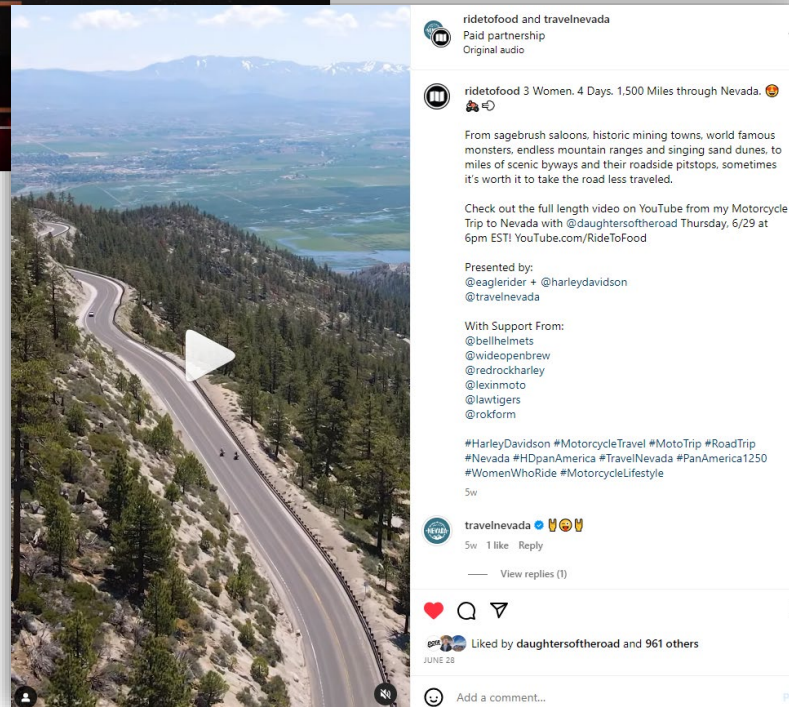 ridetofood and travelnevada
Paid partnership
Original audio
ridetofood 3 Women. 4 Days. 1,500 Miles through Nevada. 🤩
🏍️💨
From sagebrush saloons, historic mining towns, world famous
monsters, endless mountain ranges and singing sand dunes, to
miles of scenic byways and their roadside pitstops, sometimes
it's worth it to take the road less traveled.
Check out the full length video on YouTube from my Motorcycle
Trip to Nevada with @daughtersoftheroad Thursday, 6/29 at
6pm EST! YouTube.com/RideToFood
Presented by:
@eaglerider + @harleydavidson
@travelnevada
With Support From:
@bellhelmets
@wideopenbrew
@redrockharley
@lexinmoto
@lawtigers
@rokform
#HarleyDavidson #MotorcycleTravel #MotoTrip #RoadTrip
#Nevada #HDpanAmerica #TravelNevada #PanAmerica1250
#WomenWhoRide #MotorcycleLifestyle
5w
NEVADA
travelnevada 🤘😜🤘
5w 1 like Reply
View replies (1)
Liked by daughtersoftheroad and 961 others
JUNE 28
Add a comment...